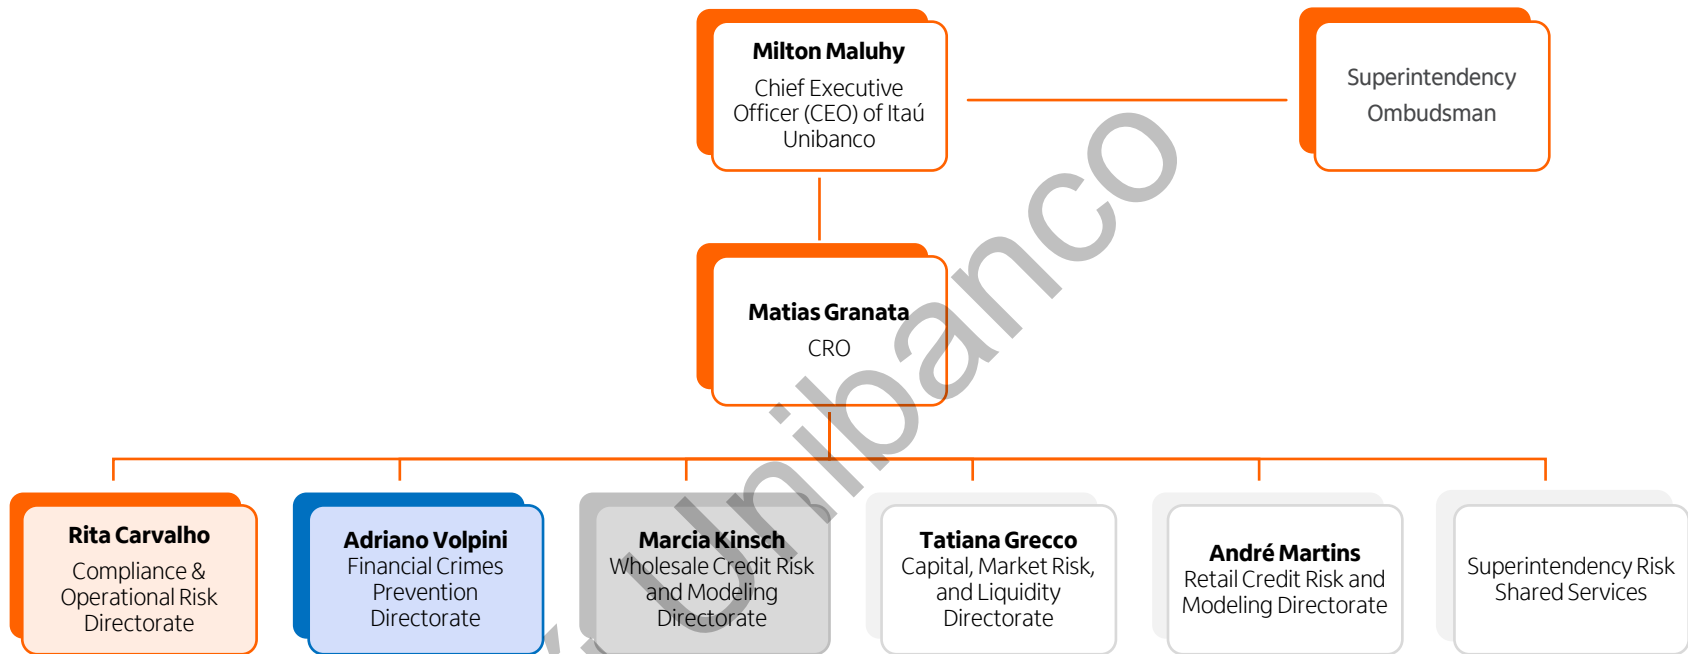 Milton Maluhy
Chief Executive
Officer (CEO) of Itaú
Unibanco
Superintendency
Ombudsman
Matias Granata
CRO
Rita Carvalho
Compliance &
Operational Risk
Directorate
Adriano Volpini
Financial Crimes
Prevention
Directorate
Marcia Kinsch
Wholesale Credit Risk
and Modeling
Directorate
Tatiana Grecco
Capital, Market Risk,
and Liquidity
Directorate
André Martins
Retail Credit Risk and
Modeling Directorate
Superintendency Risk
Shared Services
Unibanco